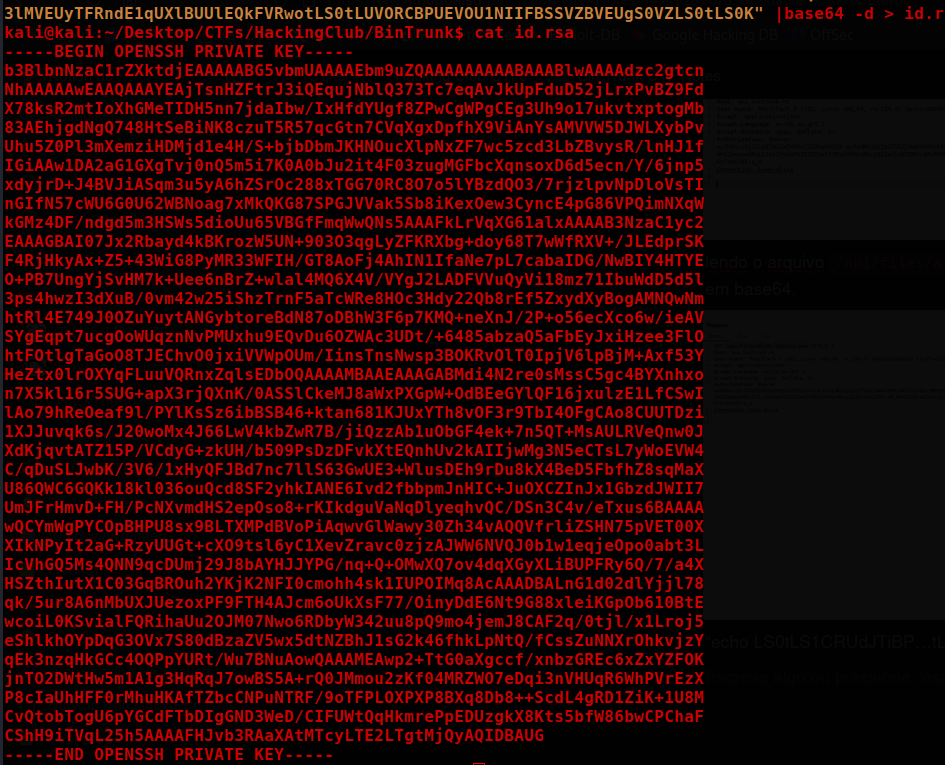 3lMVEUyTFRndE1qUXlBUUlEQkFVRwotLS0tLUVORCBPUEVOU1NIIFBSSVZBVEUgS0VZLS0tLS0K" |base64 -d > id.r
kali@kali:~/Desktop/CTFs/HackingClub/BinTrunk$ cat id.rsa
-----BEGIN OPENSSH PRIVATE KEY-----
b3BlbnNzaC1rZXktdjEAAAAABG5vbmUAAAAEbm9uZQAAAAAAAAABAAABlwAAAAdzc2gtcn
NhAAAAAwEAAQAAAYEAjTsnHZFtrJ3iQEqujNblQ373Tc7eqAvJkUpFduD52jLrxPvBZ9Fd
X78ksR2mtIoXhGMeTIDH5nn7jdaIbw/IxHfdYUgf8ZPwCgWPgCEg3Uh9o17ukvtxptogMb
83AEhjgdNgQ748HtSeBiNK8czuT5R57qcGtn7CVqXgxDpfhX9ViAnYsAMVVW5DJWLXybPv
Uhu5Z0Pl3mXemziHDMjd1e4H/S+bjbDbmJKHNOucXlpNxZF7wc5zcd3LbZBvysR/lnHJ1f
IGiAAw1DA2aG1GXgTvj0nQ5m5i7K0A0bJu2it4F03zugMGFbcXqnsoxD6d5ecn/Y/6jnp5
xdyjrD+J4BVJiASqm3u5yA6hZSrOc288xTGG70RC8O7o5lYBzdQO3/7rjzlpvNpDloVsTI
nGIfN57cWU6G0U62WBNoag7xMkQKG87SPGJVVak5Sb8iKexOew3CyncE4pG86VPQimNXqW
kGMz4DF/ndgd5m3HSWs5dioUu65VBGfFmqWwQNs5AAAFkLrVqXG61alxAAAAB3NzaC1yc2
EAAAGBAI07Jx2Rbayd4kBKrozW5UN+903O3qgLyZFKRXbg+doy68T7wWfRXV+/JLEdprSK
F4RjHkyAx+Z5+43WiG8PyMR33WFIH/GT8AoFj4AhIN1IfaNe7pL7cabaIDG/NwBIY4HTYE
O+PB7UngYjSvHM7k+Uee6nBrZ+wlal4MQ6X4V/VYgJ2LADFVVuQyVi18mz71IbuWdD5d5l
3ps4hwzI3dXuB/0vm42w25iShzTrnF5aTcWRe8HOc3Hdy22Qb8rEf5ZxydXyBogAMNQwNm
htRl4E749J0OZuYuytANGybtoreBdN87oDBhW3F6p7KMQ+neXnJ/2P+o56ecXco6w/ieAV
SYgEqpt7ucgOoWUqznNvPMUxhu9EQvDu6OZWAc3UDt/+6485abzaQ5aFbEyJxiHzee3FlO
htFOtlgTaGoO8TJEChvO0jxiVVWpOUm/IinsTnsNwsp3BOKRvOlT0IpjV6lpBjM+Axf53Y
HeZtx0lrOXYqFLuuVQRnxZqlsEDbOQAAAAMBAAEAAAGABMdi4N2re0sMssC5gc4BYXnhxo
n7X5kl16r5SUG+apX3rjQXnK/0ASSlCkeMJ8aWxPXGpW+OdBEeGYlQF16jxulzE1LfCSwI
lAo79hReOeaf9l/PYlKsSz6ibBSB46+ktan681KJUxYTh8vOF3r9TbI4OFgCAo8CUUTDzi
1XJJuvqk6s/J20woMx4J66LwV4kbZwR7B/jiQzzAb1uObGF4ek+7n5QT+MsAULRVeQnw0J
XdKjqvtATZ15P/VCdyG+zkUH/b509PsDzDFvkXtEQnhUv2kAIIjwMg3N5eCTsL7yWoEVW4
C/qDuSLJwbK/3V6/1xHyQFJBd7nc7llS63GwUE3+WlusDEh9rDu8kX4BeD5FbfhZ8sqMaX
U86QWC6GQKk18kl036ouQcd8SF2yhkIANE6Ivd2fbbpmJnHIC+JuOXCZInJx1GbzdJWII7
UmJFrHmvD+FH/PcNXvmdHS2epOso8+rKIkdguVaNqDlyeqhvQC/DSn3C4v/eTxus6BAAAA
wQCYmWgPYCOpBHPU8sx9BLTXMPdBVoPiAqwvGlWawy30Zh34vAQQVfrliZSHN75pVET00X
XIkNPyIt2aG+RzyUUGt+cXO9tsl6yC1XevZravc0zjzAJWW6NVQJ0b1w1eqjeOpo0abt3L
IcVhGQ5Ms4QNN9qcDUmj29J8bAYHJJYPG/nq+Q+OMwXQ7ov4dqXGyXLiBUPFRy6Q/7/a4X
HSZthIutX1C03GqBROuh2YKjK2NFI0cmohh4sk1IUPOIMq8AcAAADBALnG1d02dlYjjl78
qk/5ur8A6nMbUXJUezoxPF9FTH4AJcm6oUkXsF77/OinyDdE6Nt9G88xleiKGpOb610BtE
wcoiL0KSvialFQRihaUu2OJM07Nwo6RDbyW342uu8pQ9mo4jemJ8CAF2q/0tjl/x1Lroj5
eShlkhOYpDqG3OVx7S80dBzaZV5wx5dtNZBhJ1sG2k46fhkLpNtQ/fCssZuNNXrOhkvjzY
qEk3nzqHkGCc4OQPpYURt/Wu7BNuAowQAAAMEAwp2+TtG0aXgccf/xnbzGREc6xZxYZFOK
jnTO2DWtHw5m1A1g3HqRqJ7owBS5A+rQ0JMmou2zKf04MRZWO7eDqi3nVHUqR6WhPVrEzX
P8cIaUhHFF0rMhuHKAfTZbcCNPuNTRF/9oTFPLOXPXP8BXq8Db8++ScdL4gRD1ZiK+1U8M
CvQtobTogU6pYGCdFTbDIgGND3WeD/CIFUWtQqHkmrePpEDUzgkX8Kts5bfW86bwCPChaF
CShH9iTVqL25h5AAAAFHJvb3RAaXAtMTcyLTE2LTgtMjQyAQIDBAUG
-----END OPENSSH PRIVATE KEY-----